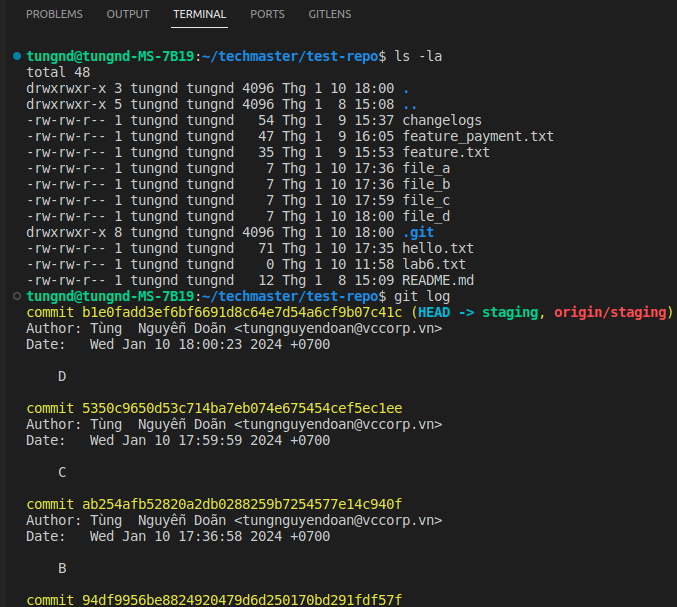 PROBLEMS OUTPUT TERMINAL PORTS GITLENS
tungnd@tungnd-MS-7B19:~/techmaster/test-repo$ ls -la
total 48
drwxrwxr-x 3 tungnd tungnd 4096 Thg 1 10 18:00 .
drwxrwxr-x 5 tungnd tungnd 4096 Thg 1  8 15:08 ..
-rw-rw-r-- 1 tungnd tungnd   54 Thg 1  9 15:37 changelogs
-rw-rw-r-- 1 tungnd tungnd   47 Thg 1  9 16:05 feature_payment.txt
-rw-rw-r-- 1 tungnd tungnd   35 Thg 1  9 15:53 feature.txt
-rw-rw-r-- 1 tungnd tungnd    7 Thg 1 10 17:36 file_a
-rw-rw-r-- 1 tungnd tungnd    7 Thg 1 10 17:36 file_b
-rw-rw-r-- 1 tungnd tungnd    7 Thg 1 10 17:59 file_c
-rw-rw-r-- 1 tungnd tungnd    7 Thg 1 10 18:00 file_d
drwxrwxr-x 8 tungnd tungnd 4096 Thg 1 10 18:00 .git
-rw-rw-r-- 1 tungnd tungnd   71 Thg 1 10 17:35 hello.txt
-rw-rw-r-- 1 tungnd tungnd    0 Thg 1 10 11:58 lab6.txt
-rw-rw-r-- 1 tungnd tungnd   12 Thg 1  8 15:09 README.md
tungnd@tungnd-MS-7B19:~/techmaster/test-repo$ git log
commit b1e0fadd3ef6bf6691d8c64e7d54a6cf9b07c41c (HEAD -> staging, origin/staging)
Author: Tùng  Nguyễn Doãn <tungnguyendoan@vccorp.vn>
Date:   Wed Jan 10 18:00:23 2024 +0700
D
commit 5350c9650d53c714ba7eb074e675454cef5ec1ee
Author: Tùng  Nguyễn Doãn <tungnguyendoan@vccorp.vn>
Date:   Wed Jan 10 17:59:59 2024 +0700
C
commit ab254afb52820a2db0288259b7254577e14c940f
Author: Tùng  Nguyễn Doãn <tungnguyendoan@vccorp.vn>
Date:   Wed Jan 10 17:36:58 2024 +0700
B
commit 94df9956be8824920479d6d250170bd291fdf57f